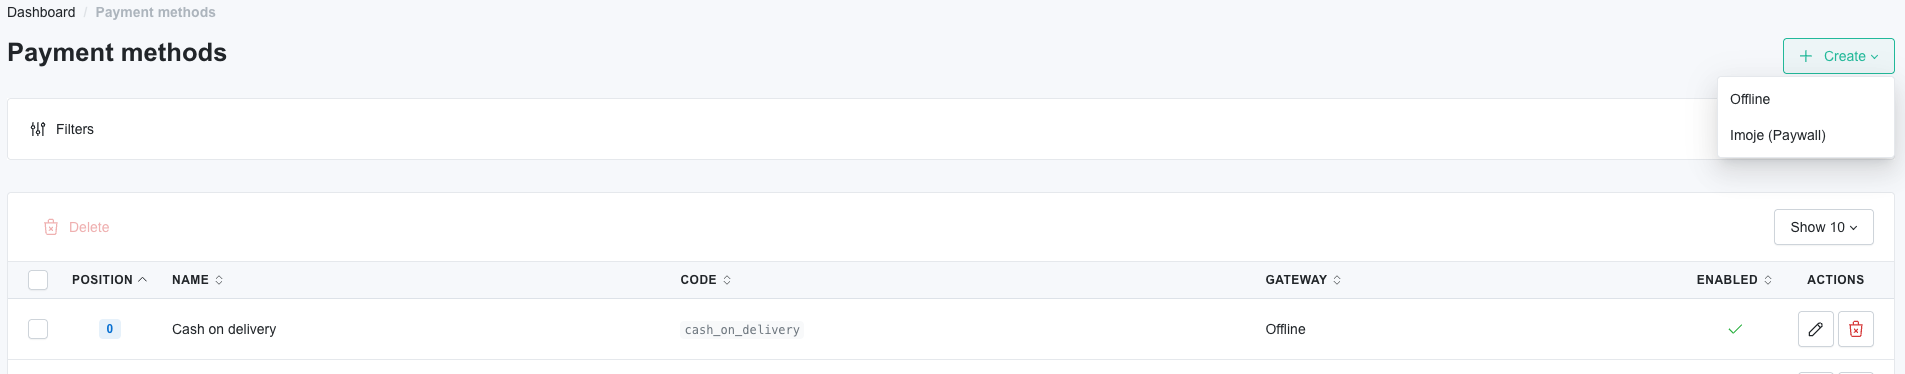 Dashboard / Payment methods
Payment methods
Create
Offline
Imoje (Paywall)
Filters
Delete
Show 10
POSITION NAME CODE GATEWAY ENABLED ACTIONS
0 Cash on delivery cash_on_delivery Offline